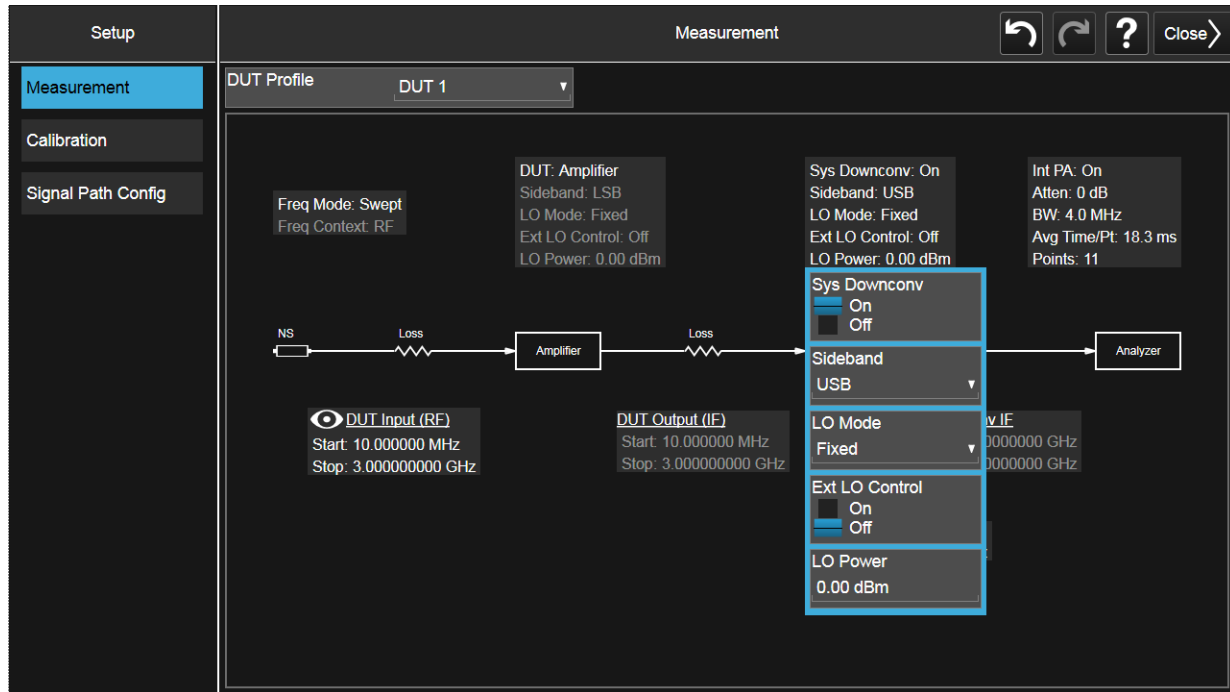 Setup
Measurement
?
Close
Measurement
Calibration
Signal Path Config
DUT Profile
DUT 1
Freq Mode: Swept
Freq Context: RF
DUT: Amplifier
Sideband: LSB
LO Mode: Fixed
Ext LO Control: Off
LO Power: 0.00 dBm
Sys Downconv: On
Sideband: USB
LO Mode: Fixed
Ext LO Control: Off
LO Power: 0.00 dBm
Int PA: On
Atten: 0 dB
BW: 4.0 MHz
Avg Time/Pt: 18.3 ms
Points: 11
NS
Loss
Amplifier
Loss
Analyzer
Sys Downconv
On
Off
Sideband
USB
LO Mode
Fixed
Ext LO Control
On
Off
LO Power
0.00 dBm
DUT Input (RF)
Start: 10.000000 MHz
Stop: 3.000000000 GHz
DUT Output (IF)
Start: 10.000000 MHz
Stop: 3.000000000 GHz
IF
GHz
GHz